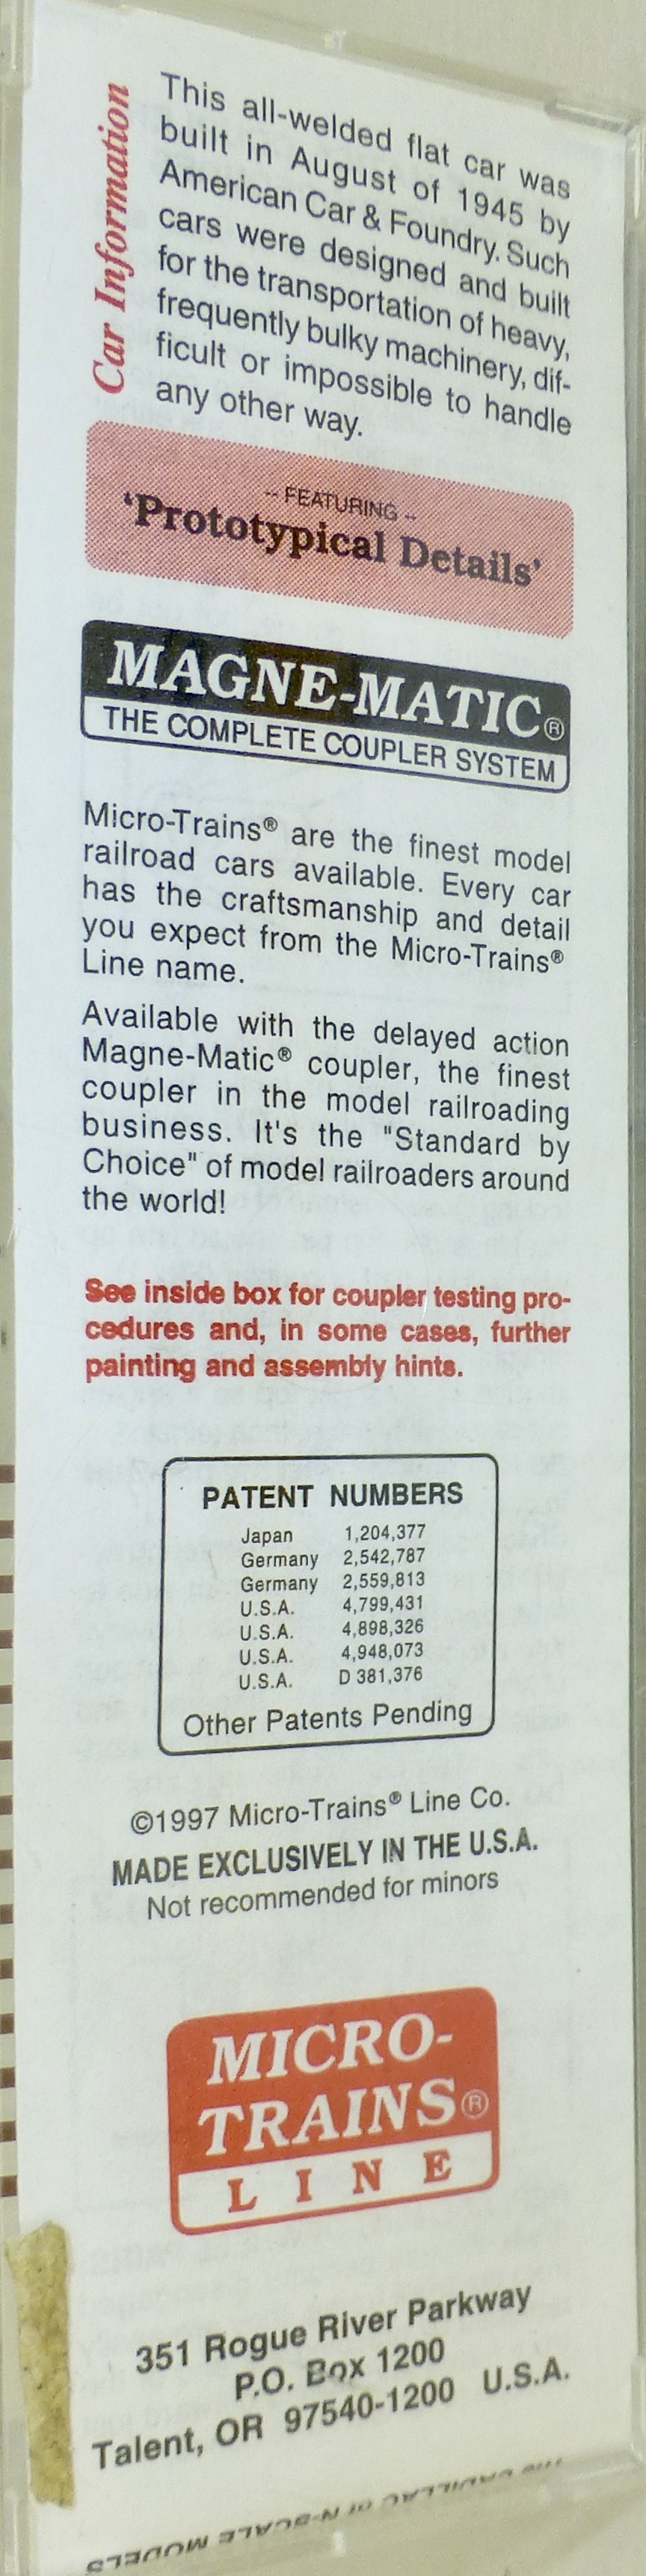 Car Information
This all-welded flat car was
built in August of 1945 by
American Car & Foundry. Such
cars were designed and built
for the transportation of heavy,
frequently bulky machinery, dif-
ficult or impossible to handle
any other way.
-- FEATURING --
'Prototypical Details'
MAGNE-MATIC®
THE COMPLETE COUPLER SYSTEM
Micro-Trains® are the finest model
railroad cars available. Every car
has the craftsmanship and detail
you expect from the Micro-Trains®
Line name.
Available with the delayed action
Magne-Matic® coupler, the finest
coupler in the model railroading
business. It's the "Standard by
Choice" of model railroaders around
the world!
See inside box for coupler testing pro-
cedures and, in some cases, further
painting and assembly hints.
PATENT NUMBERS
Japan 1,204,377
Germany 2,542,787
Germany 2,559,813
U.S.A. 4,799,431
U.S.A. 4,898,326
U.S.A. 4,948,073
U.S.A. D 381,376
Other Patents Pending
©1997 Micro-Trains® Line Co.
MADE EXCLUSIVELY IN THE U.S.A.
Not recommended for minors
MICRO-
TRAINS®
LINE
351 Rogue River Parkway
P.O. Box 1200
Talent, OR 97540-1200 U.S.A.
CADILLAC of N-SCALE MODELS